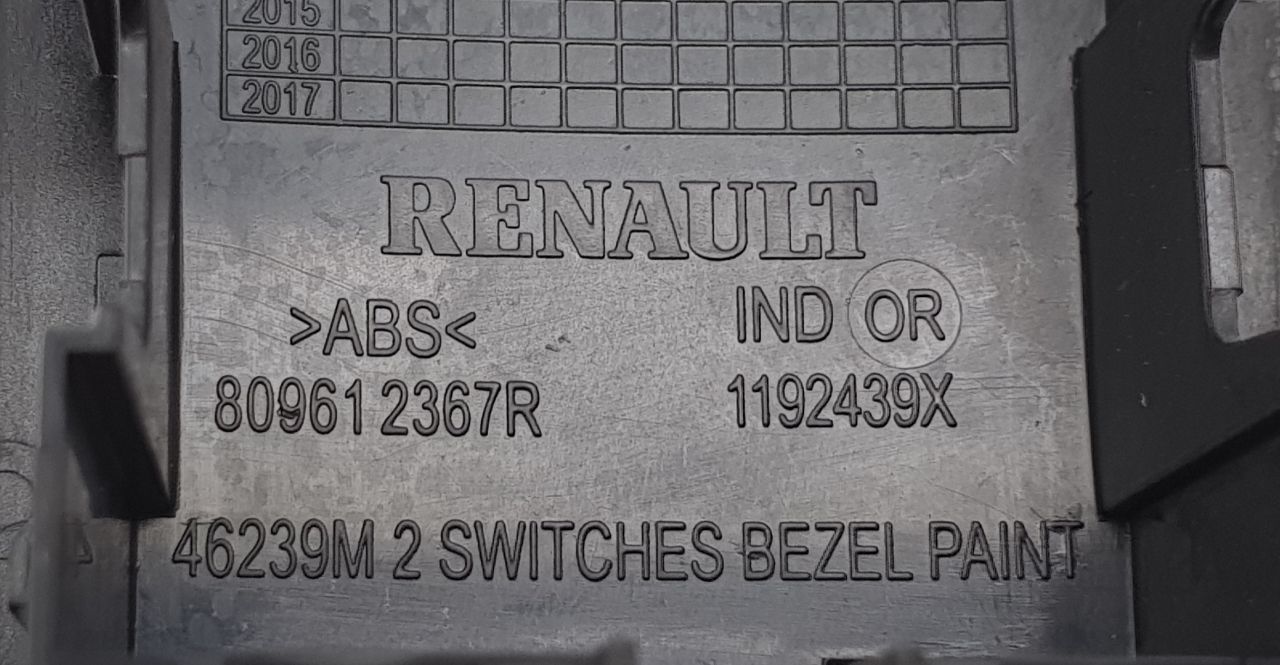 2015
2016
2017
RENAULT
>ABS<
IND OR
809612367R
1192439X
46239M 2 SWITCHES BEZEL PAINT